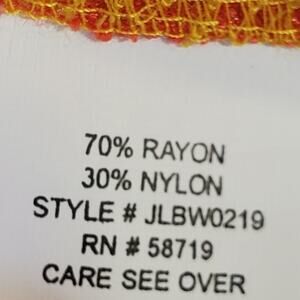 70% RAYON
30% NYLON
STYLE # JLBW0219
RN # 58719
CARE SEE OVER